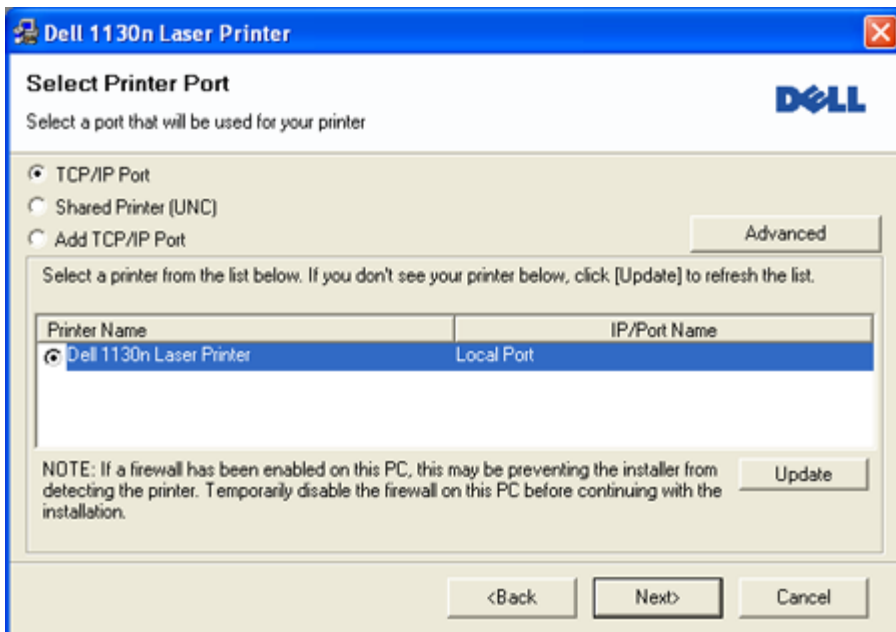 Dell 1130n Laser Printer
Select Printer Port
Select a port that will be used for your printer
DELL
TCP/IP Port
Shared Printer (UNC)
Add TCP/IP Port
Advanced
Select a printer from the list below. If you don't see your printer below, click [Update] to refresh the list.
Printer Name IP/Port Name
Dell 1130n Laser Printer Local Port
NOTE: If a firewall has been enabled on this PC, this may be preventing the installer from
detecting the printer. Temporarily disable the firewall on this PC before continuing with the
installation.
Update
<Back Next> Cancel